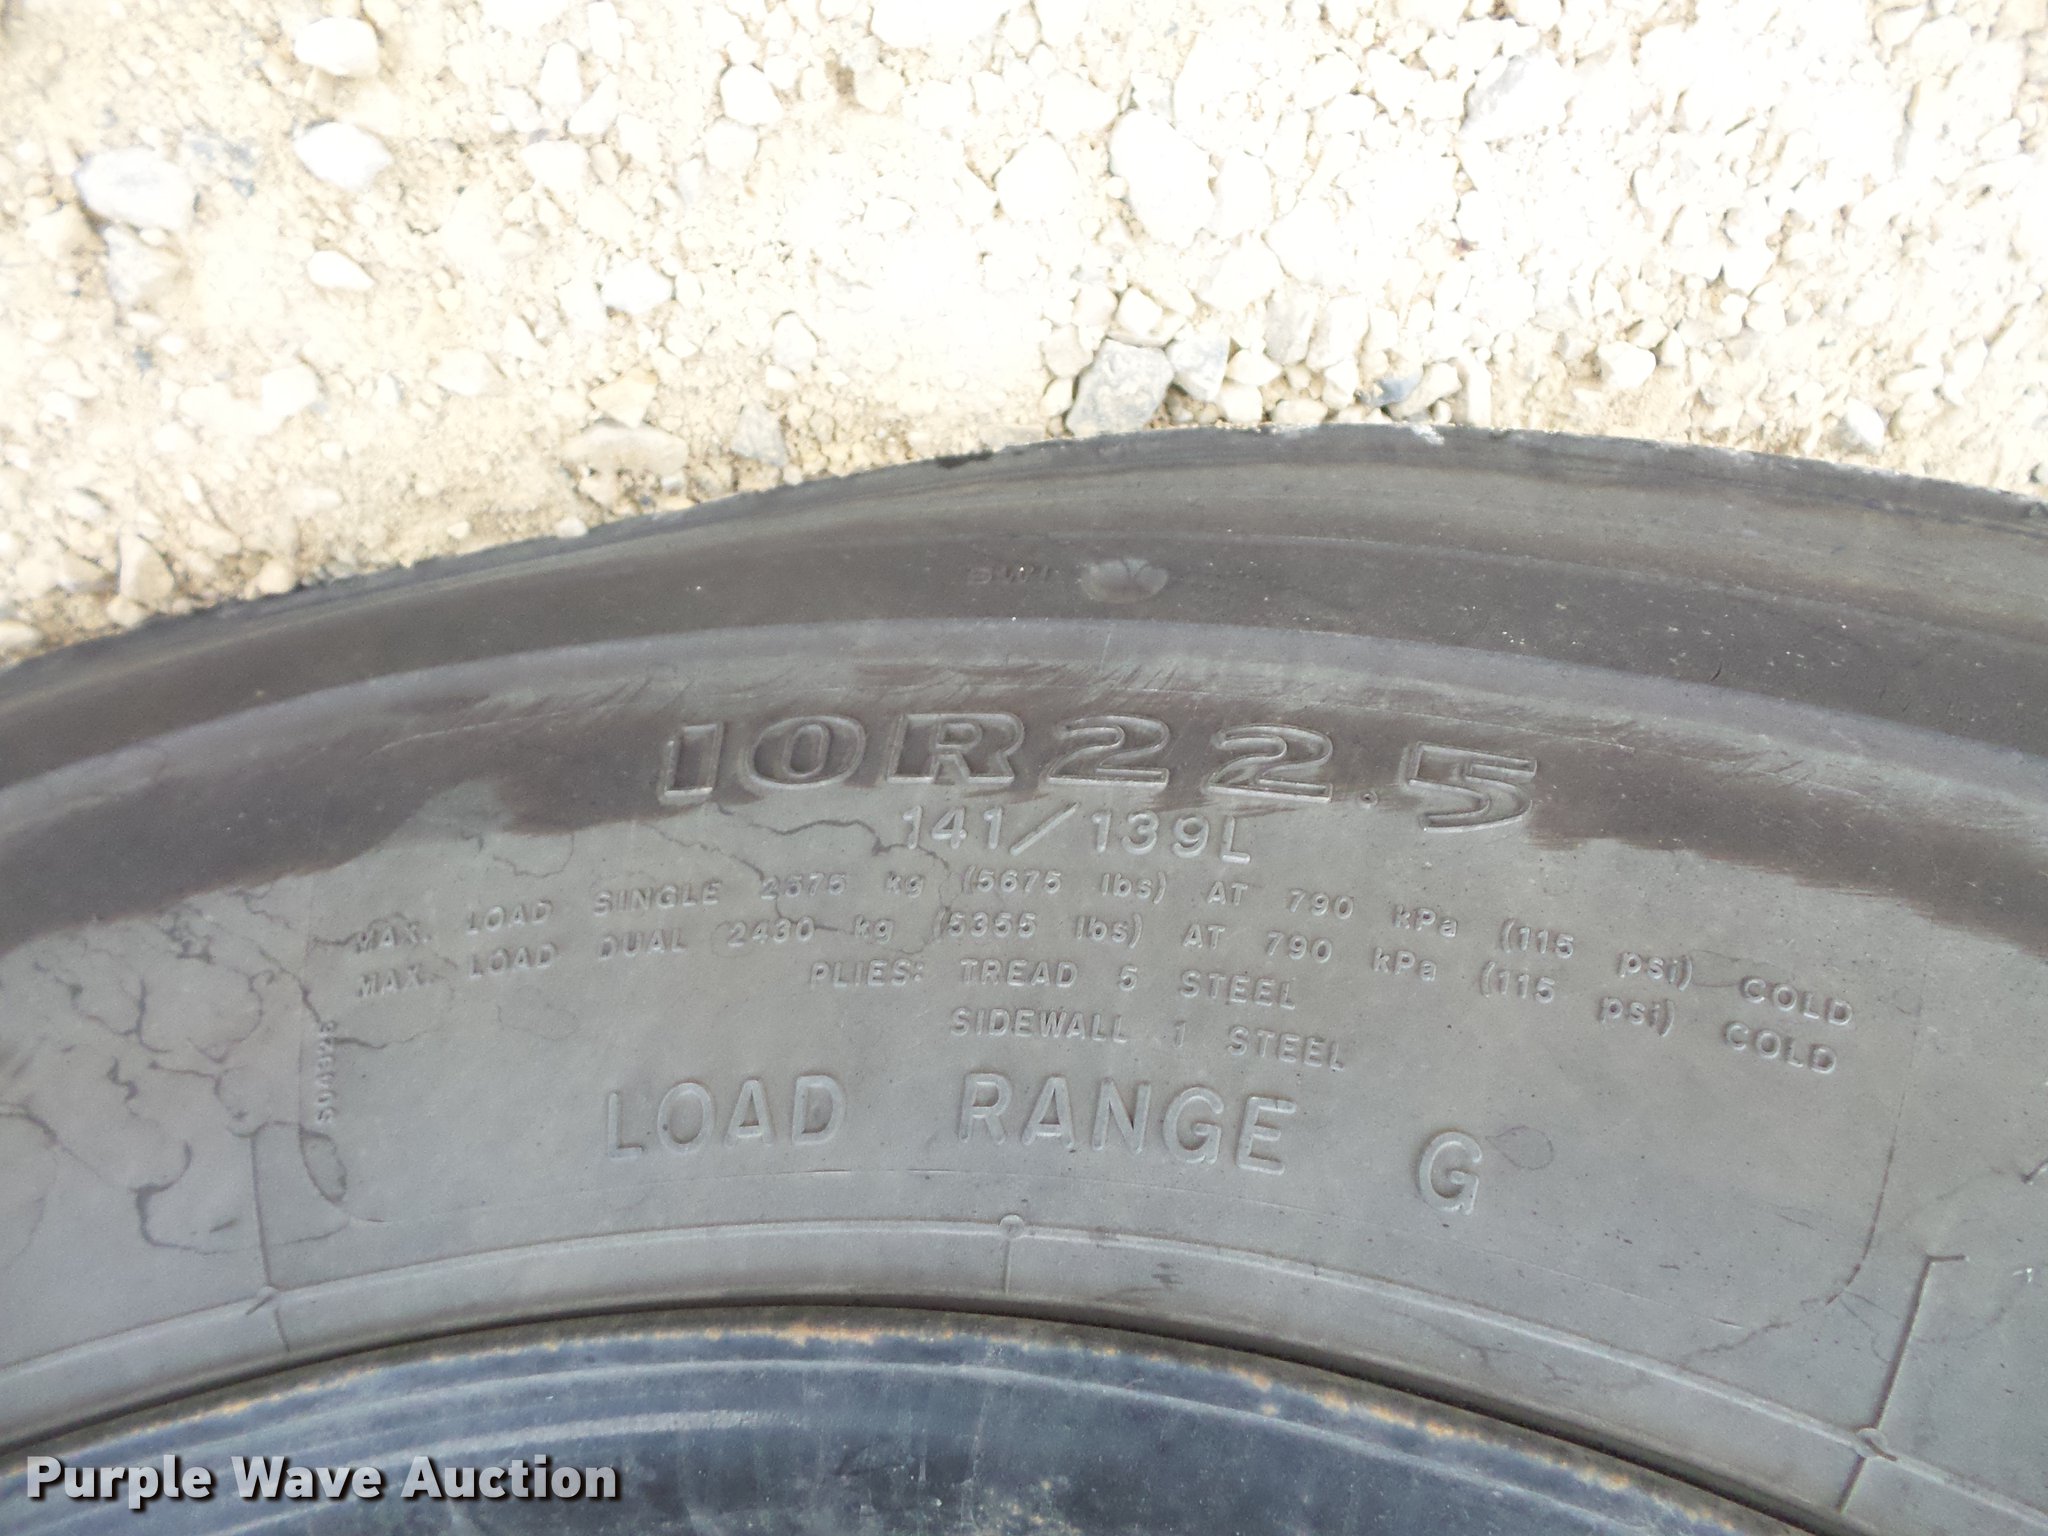 10R22.5
141/139L
MAX. LOAD SINGLE 2575 kg (5675 lbs) AT 790 kPa (115 psi) COLD
MAX. LOAD DUAL 2430 kg (5355 lbs) AT 790 kPa (115 psi) COLD
PLIES: TREAD 5 STEEL
SIDEWALL 1 STEEL
LOAD RANGE G
Purple Wave Auction